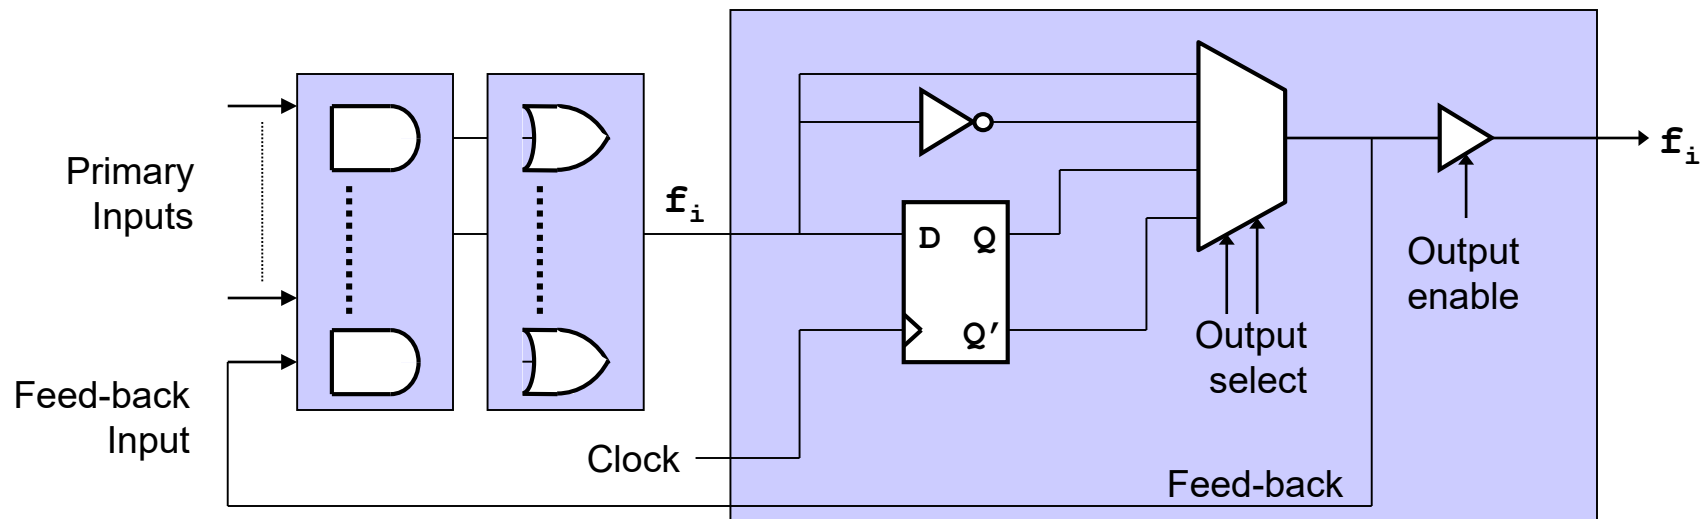 Primary
Inputs
Feed-back
Input
f i
D Q
Q’
Clock
Output
select
Output
enable
f i
Feed-back